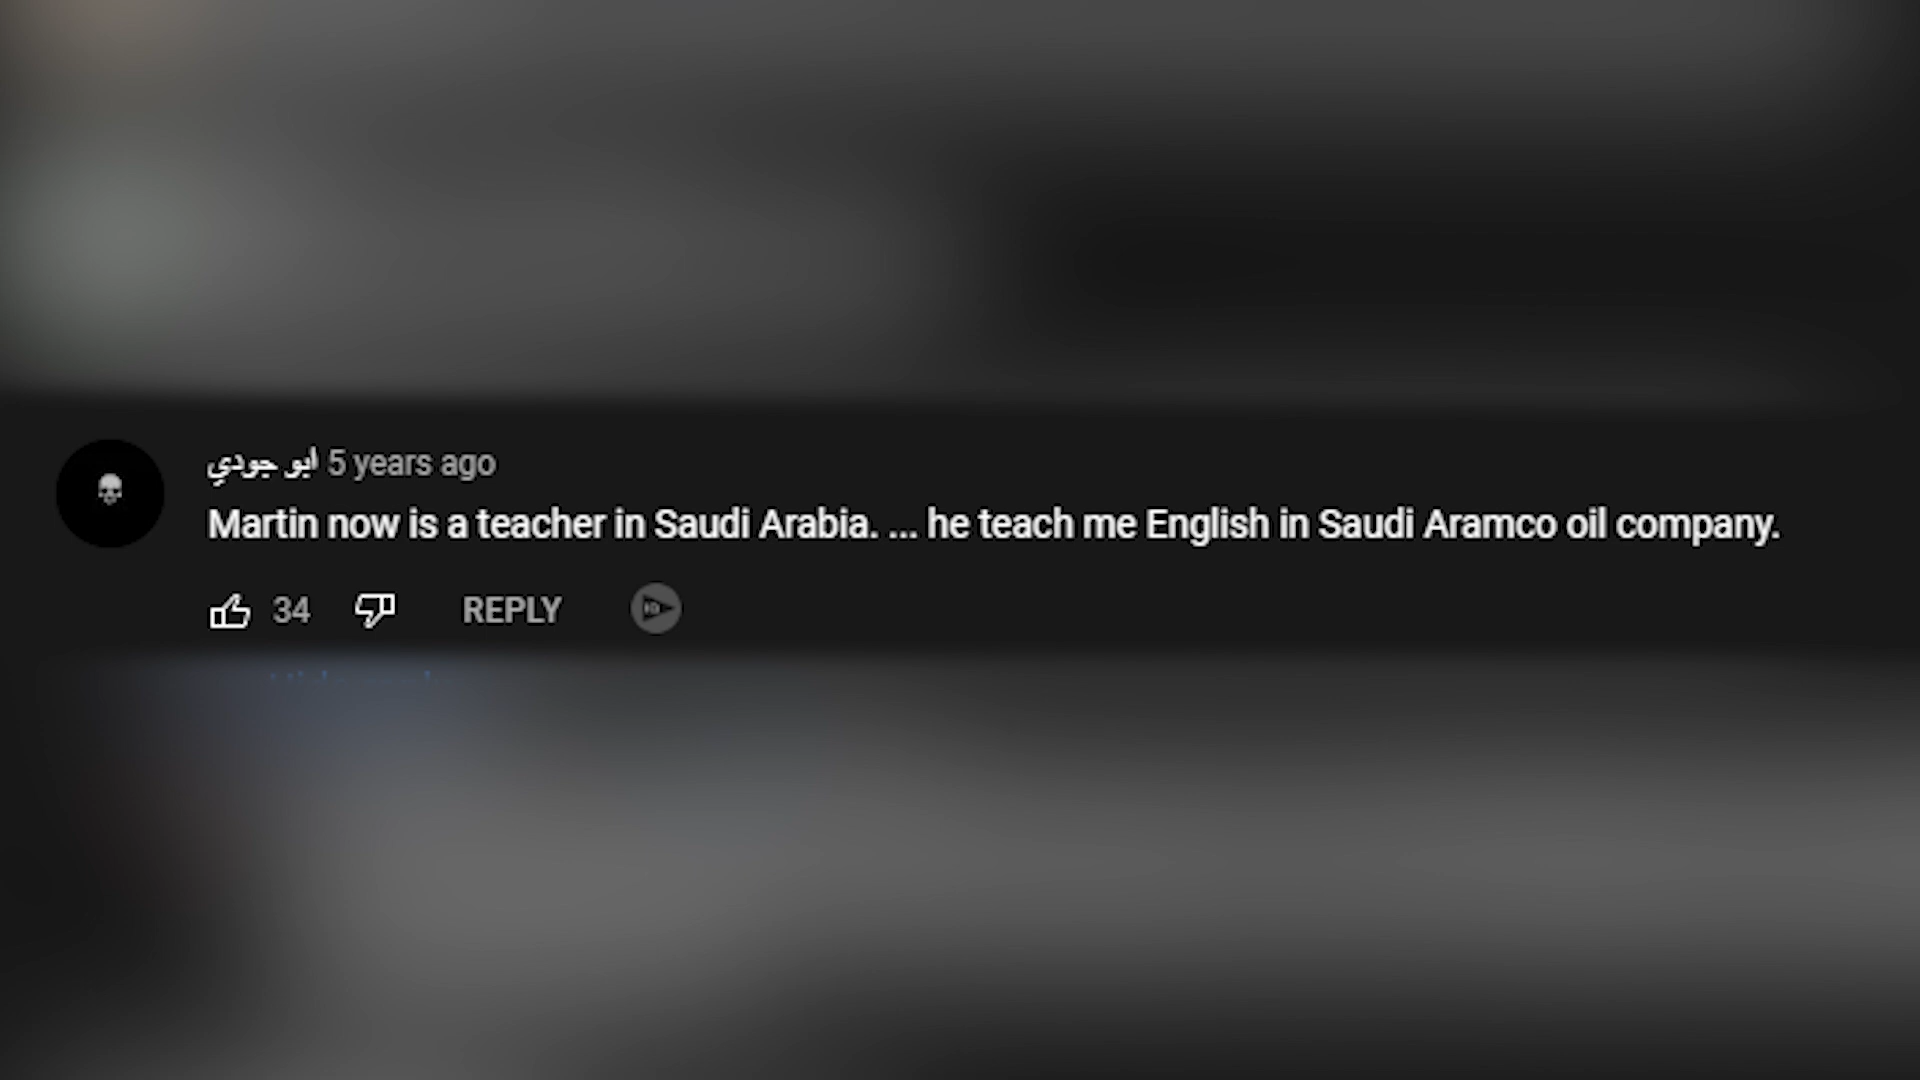 ابو جودي 5 years ago
Martin now is a teacher in Saudi Arabia. ... he teach me English in Saudi Aramco oil company.
34 REPLY